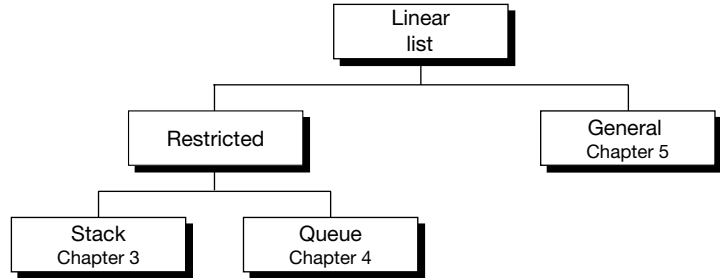 Linear
list
Restricted
General
Chapter 5
Stack
Chapter 3
Queue
Chapter 4